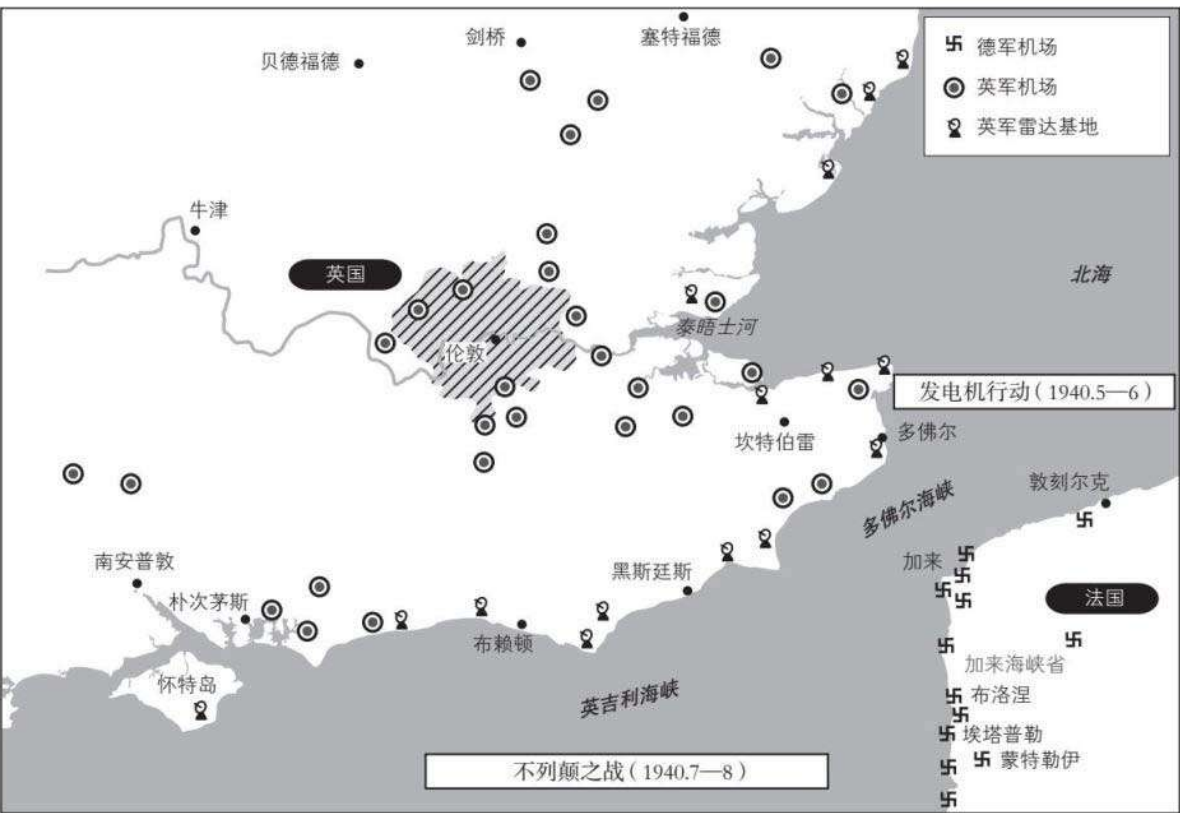 剑桥
塞特福德
贝德福德
德军机场
英军机场
英军雷达基地
牛津
英国
北海
泰晤士河
伦敦
发电机行动（1940.5—6）
坎特伯雷
多佛尔
敦刻尔克
多佛尔海峡
南安普敦
加来
黑斯廷斯
法国
朴次茅斯
布赖顿
加来海峡省
怀特岛
英吉利海峡
布洛涅
埃塔普勒
蒙特勒伊
不列颠之战（1940.7—8）